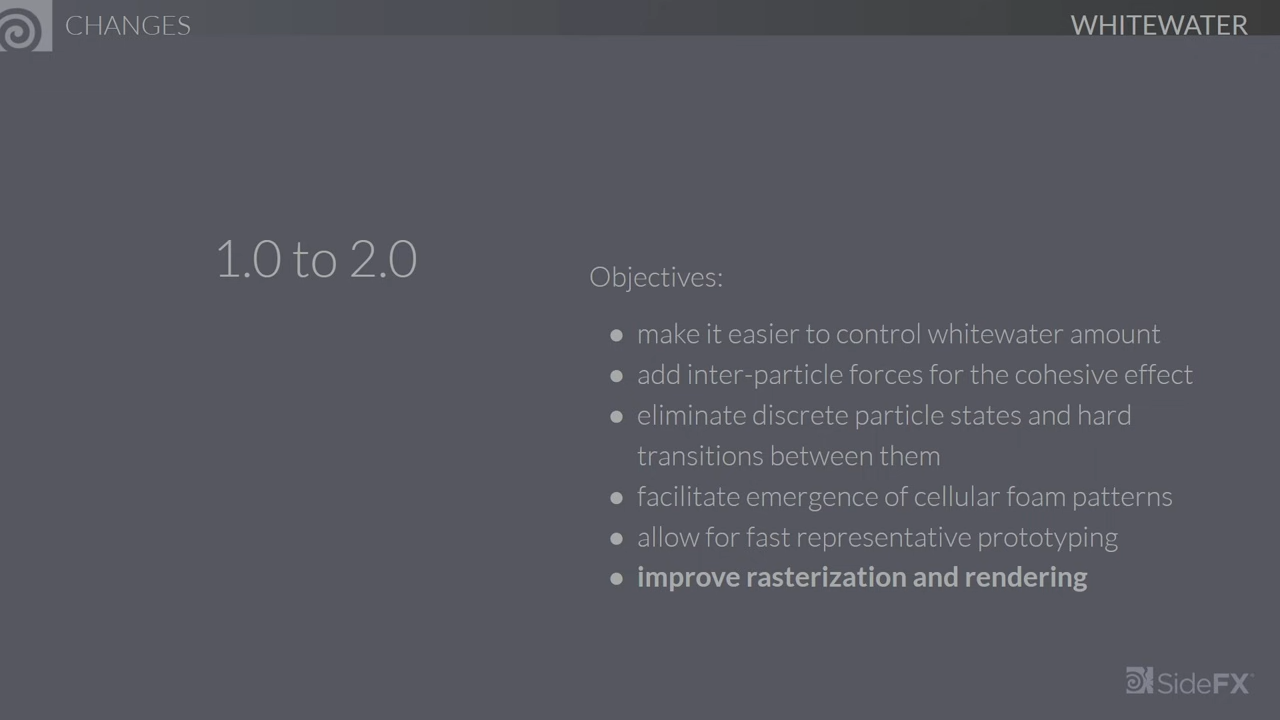 CHANGES
WHITEWATER
1.0 to 2.0
Objectives:
● make it easier to control whitewater amount
● add inter-particle forces for the cohesive effect
● eliminate discrete particle states and hard
transitions between them
● facilitate emergence of cellular foam patterns
● allow for fast representative prototyping
● improve rasterization and rendering
SideFX